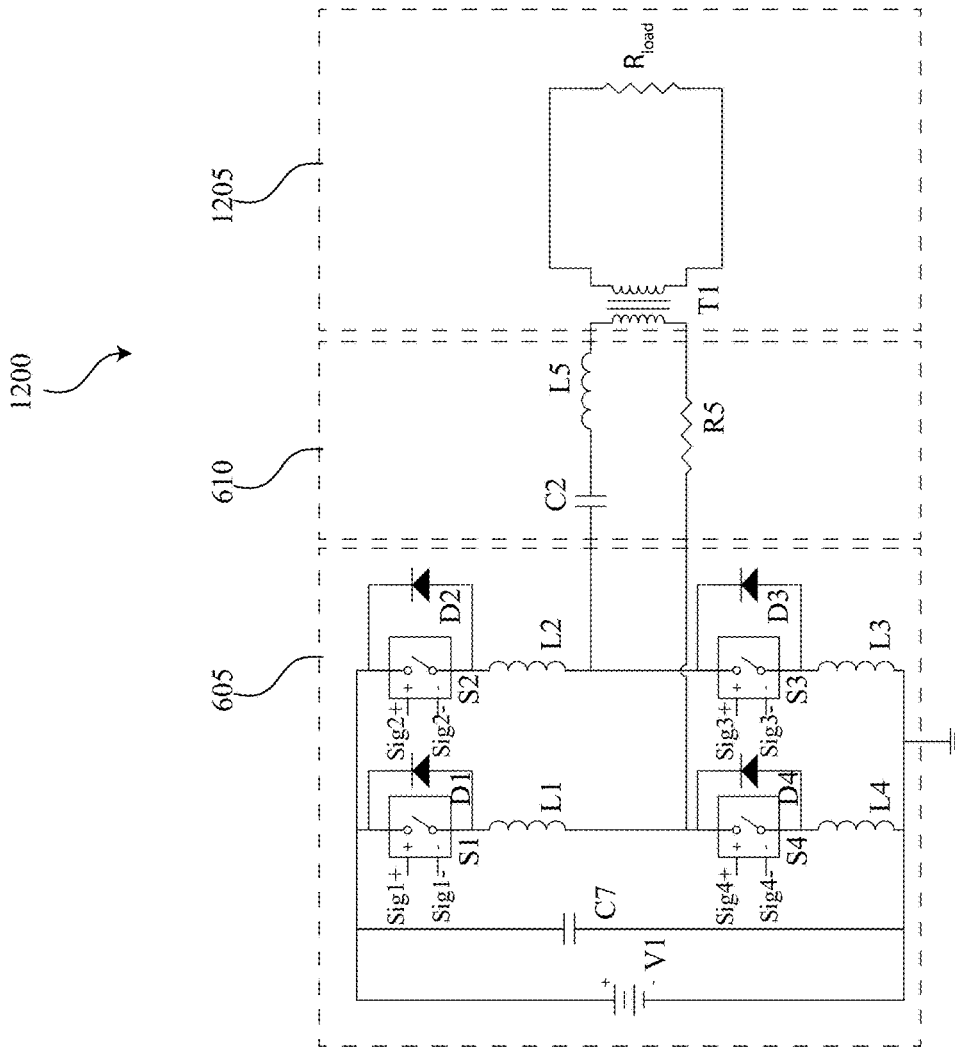 1200
605
610
1205
Sig1+
Sig1-
+
-
S1
D1
Sig2+
Sig2-
+
-
S2
D2
L1
L2
C7
V1
+
-
Sig4+
Sig4-
+
-
S4
D4
Sig3+
Sig3-
+
-
S3
D3
L4
L3
C2
L5
R5
T1
Rload